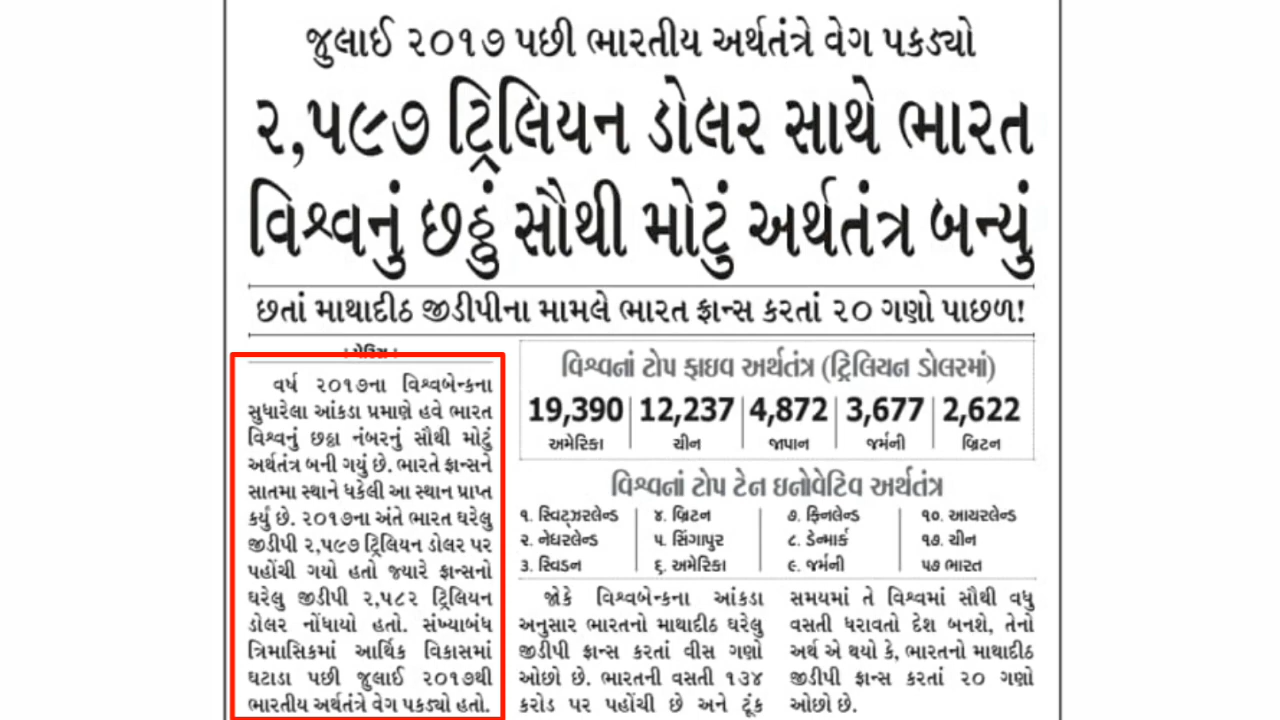 જુલાઈ ૨૦૧૭ પછી ભારતીય અર્થતંત્રે વેગ પકડ્યો
૨,૫૯૭ ટ્રિલિયન ડોલર સાથે ભારત
વિશ્વનું છઠ્ઠું સૌથી મોટું અર્થતંત્ર બન્યું
છતાં માથાદીઠ જીડીપીના મામલે ભારત ફ્રાન્સ કરતાં ૨૦ ગણો પાછળ!
વર્ષ ૨૦૧૭ના વિશ્વબેન્કના
સુધારેલા આંકડા પ્રમાણે હવે ભારત
વિશ્વનું છઠ્ઠા નંબરનું સૌથી મોટું
અર્થતંત્ર બની ગયું છે. ભારતે ફ્રાન્સને
સાતમા સ્થાને ધકેલી આ સ્થાન પ્રાપ્ત
કર્યું છે. ૨૦૧૭ના અંતે ભારત ઘરેલુ
જીડીપી ૨,૫૯૭ ટ્રિલિયન ડોલર પર
પહોંચી ગયો હતો જ્યારે ફ્રાન્સનો
ઘરેલુ જીડીપી ૨,૫૮૨ ટ્રિલિયન
ડોલર નોંધાયો હતો. સંખ્યાબંધ
ત્રિમાસિકમાં આર્થિક વિકાસમાં
ઘટાડા પછી જુલાઈ ૨૦૧૭થી
ભારતીય અર્થતંત્રે વેગ પકડ્યો હતો.
વિશ્વનાં ટોપ ફાઇવ અર્થતંત્ર (ટ્રિલિયન ડોલરમાં)
19,390 12,237 4,872 3,677 2,622
અમેરિકા ચીન જાપાન જર્મની બ્રિટન
વિશ્વનાં ટોપ ટેન ઇનોવેટિવ અર્થતંત્ર
૧. સ્વિટ્ઝરલેન્ડ ૪. બ્રિટન ૭. ફિનલેન્ડ ૧૦. આયરલેન્ડ
૨. નેધરલેન્ડ ૫. સિંગાપુર ૮. ડેન્માર્ક ૧૭. ચીન
૩. સ્વિડન ૬. અમેરિકા ૯. જર્મની ૫૭ ભારત
જોકે વિશ્વબેન્કના આંકડા
અનુસાર ભારતનો માથાદીઠ ઘરેલુ
જીડીપી ફ્રાન્સ કરતાં વીસ ગણો
ઓછો છે. ભારતની વસતી ૧૩૪
કરોડ પર પહોંચી છે અને ટૂંક
સમયમાં તે વિશ્વમાં સૌથી વધુ
વસતી ધરાવતો દેશ બનશે, તેનો
અર્થ એ થયો કે, ભારતનો માથાદીઠ
જીડીપી ફ્રાન્સ કરતાં ૨૦ ગણો
ઓછો છે.